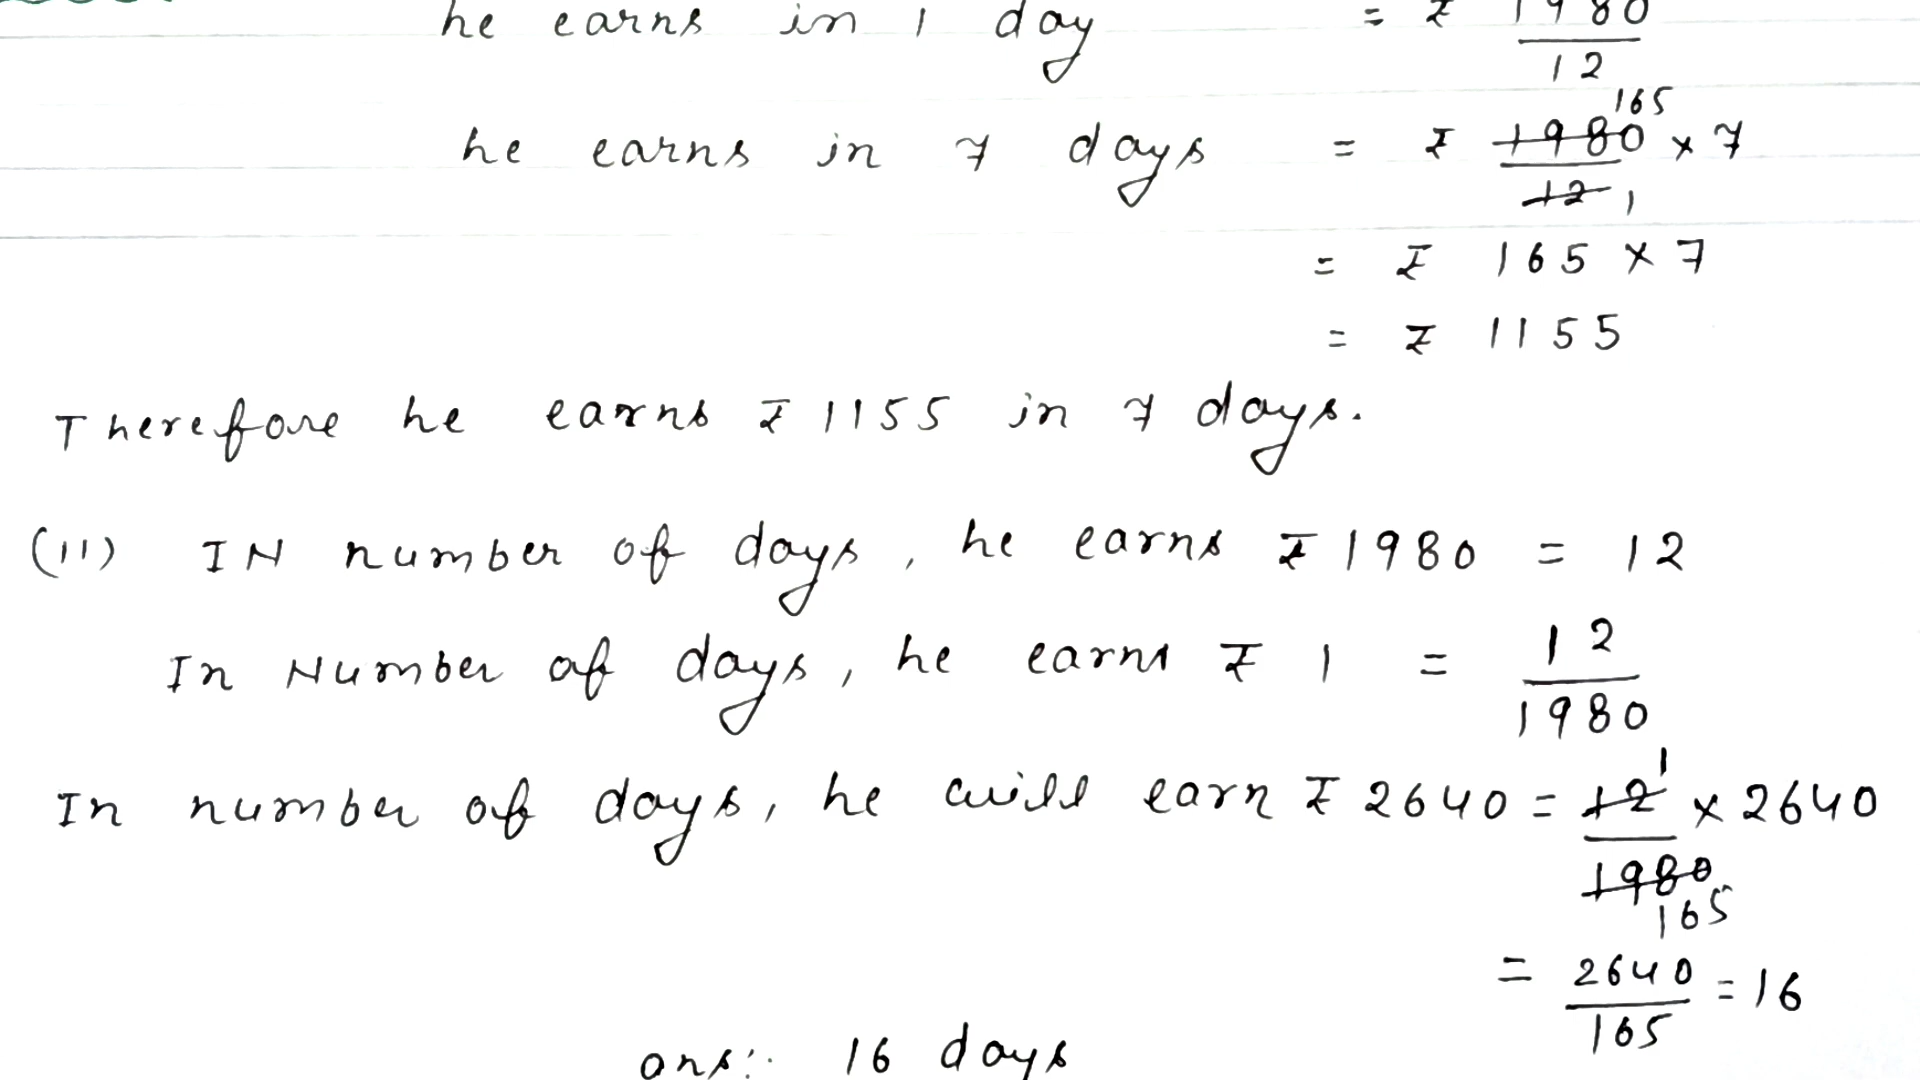 he earns in 1 day = ₹ 1980/12
he earns in 7 days = ₹ 1980/12 × 7
165
1
= ₹ 165 × 7
= ₹ 1155
Therefore he earns ₹ 1155 in 7 days.
(11) IN number of days, he earns ₹ 1980 = 12
In Number of days, he earns ₹ 1 = 12/1980
In number of days, he will earn ₹ 2640 = 12/1980 × 2640
1
165
= 2640/165 = 16
ans:. 16 days